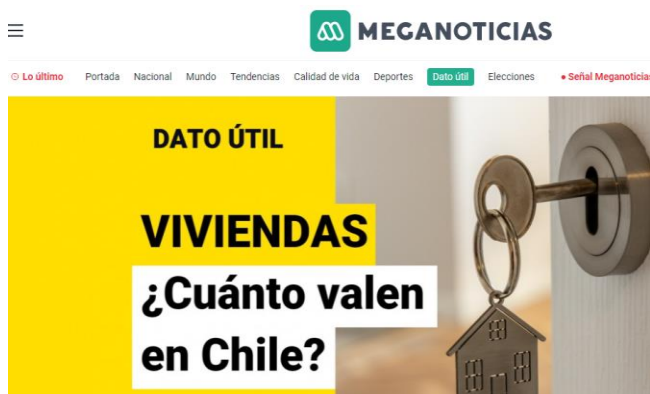 MEGANOTICIAS
Lo último Portada Nacional Mundo Tendencias Calidad de vida Deportes Dato útil Elecciones • Señal Meganoticias
DATO ÚTIL
VIVIENDAS
¿Cuánto valen
en Chile?